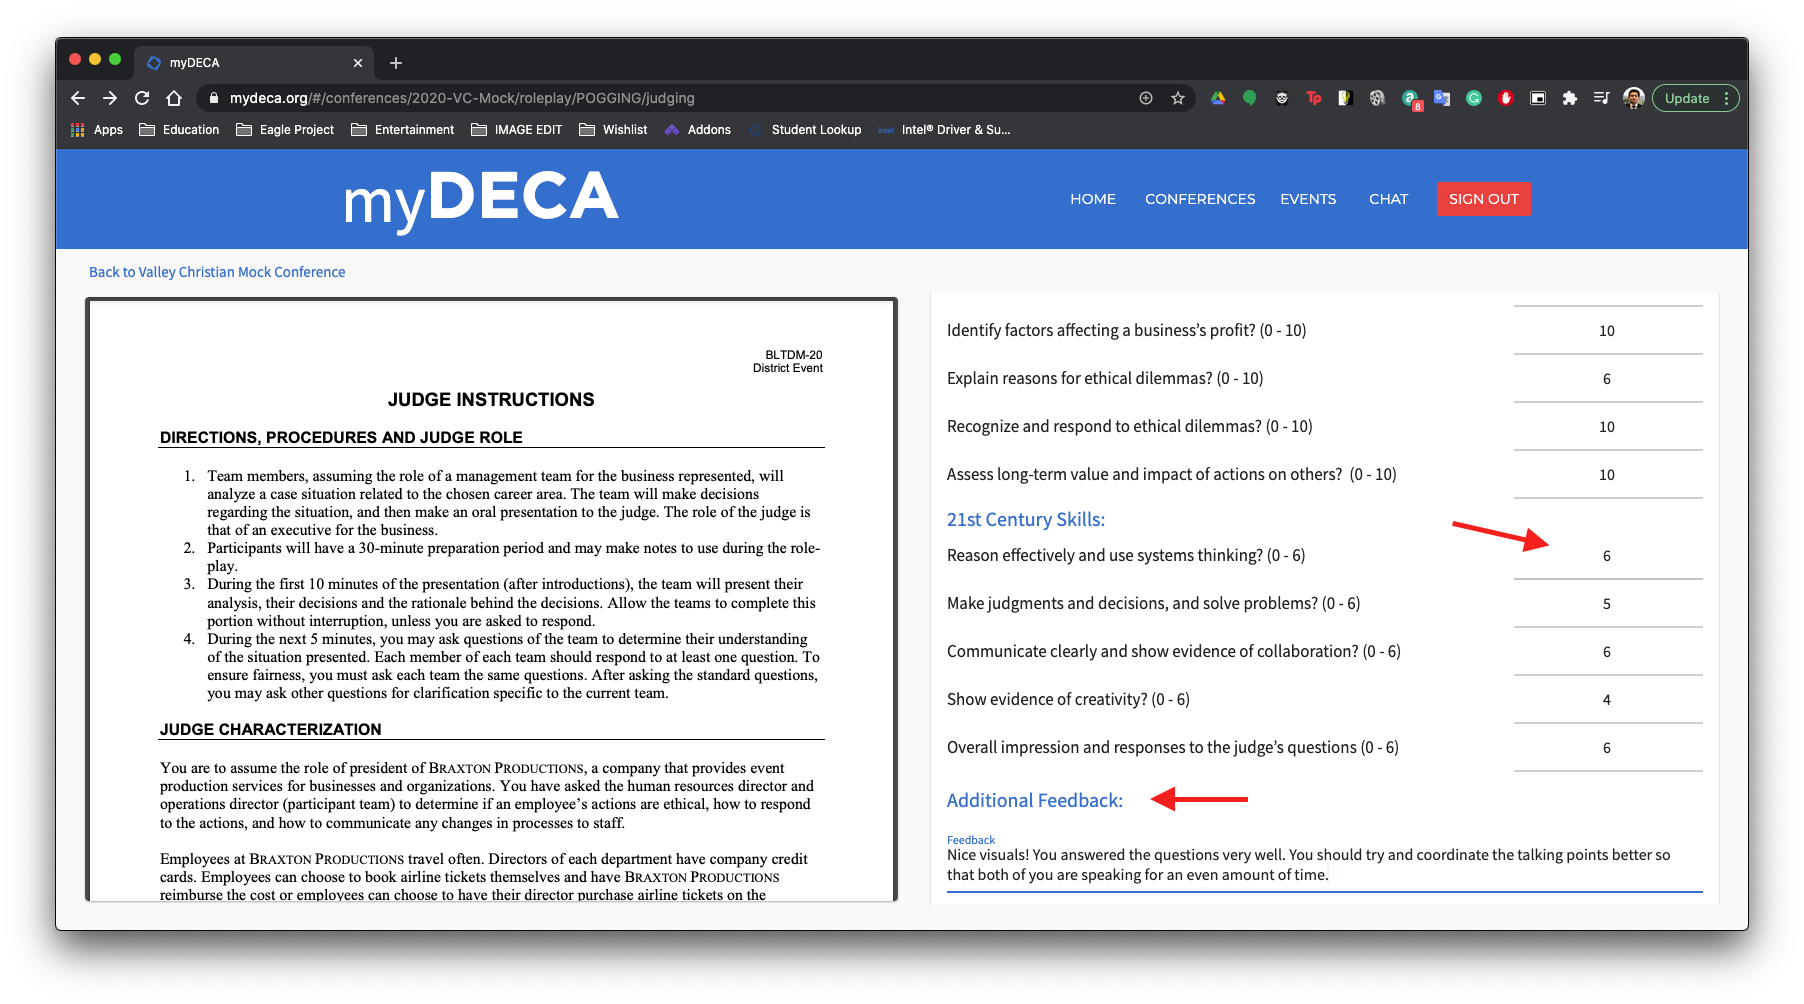 myDECA
mydeca.org/#/conferences/2020-VC-Mock/roleplay/POGGING/judging
Update
Apps
Education
Eagle Project
Entertainment
IMAGE EDIT
Wishlist
Addons
Student Lookup
Intel® Driver & Su...
myDECA
HOME
CONFERENCES
EVENTS
CHAT
SIGN OUT
Back to Valley Christian Mock Conference
BLTDM-20
District Event
JUDGE INSTRUCTIONS
DIRECTIONS, PROCEDURES AND JUDGE ROLE
1. Team members, assuming the role of a management team for the business represented, will
analyze a case situation related to the chosen career area. The team will make decisions
regarding the situation, and then make an oral presentation to the judge. The role of the judge is
that of an executive for the business.
2. Participants will have a 30-minute preparation period and may make notes to use during the role-
play.
3. During the first 10 minutes of the presentation (after introductions), the team will present their
analysis, their decisions and the rationale behind the decisions. Allow the teams to complete this
portion without interruption, unless you are asked to respond.
4. During the next 5 minutes, you may ask questions of the team to determine their understanding
of the situation presented. Each member of each team should respond to at least one question. To
ensure fairness, you must ask each team the same questions. After asking the standard questions,
you may ask other questions for clarification specific to the current team.
JUDGE CHARACTERIZATION
You are to assume the role of president of BRAXTON PRODUCTIONS, a company that provides event
production services for businesses and organizations. You have asked the human resources director and
operations director (participant team) to determine if an employee's actions are ethical, how to respond
to the actions, and how to communicate any changes in processes to staff.
Employees at BRAXTON PRODUCTIONS travel often. Directors of each department have company credit
cards. Employees can choose to book airline tickets themselves and have BRAXTON PRODUCTIONS
reimburse the cost or employees can choose to have their director purchase airline tickets on the
Identify factors affecting a business's profit? (0 - 10) 10
Explain reasons for ethical dilemmas? (0 - 10) 6
Recognize and respond to ethical dilemmas? (0 - 10) 10
Assess long-term value and impact of actions on others? (0 - 10) 10
21st Century Skills:
Reason effectively and use systems thinking? (0 - 6) 6
Make judgments and decisions, and solve problems? (0 - 6) 5
Communicate clearly and show evidence of collaboration? (0 - 6) 6
Show evidence of creativity? (0 - 6) 4
Overall impression and responses to the judge's questions (0 - 6) 6
Additional Feedback:
Feedback
Nice visuals! You answered the questions very well. You should try and coordinate the talking points better so
that both of you are speaking for an even amount of time.